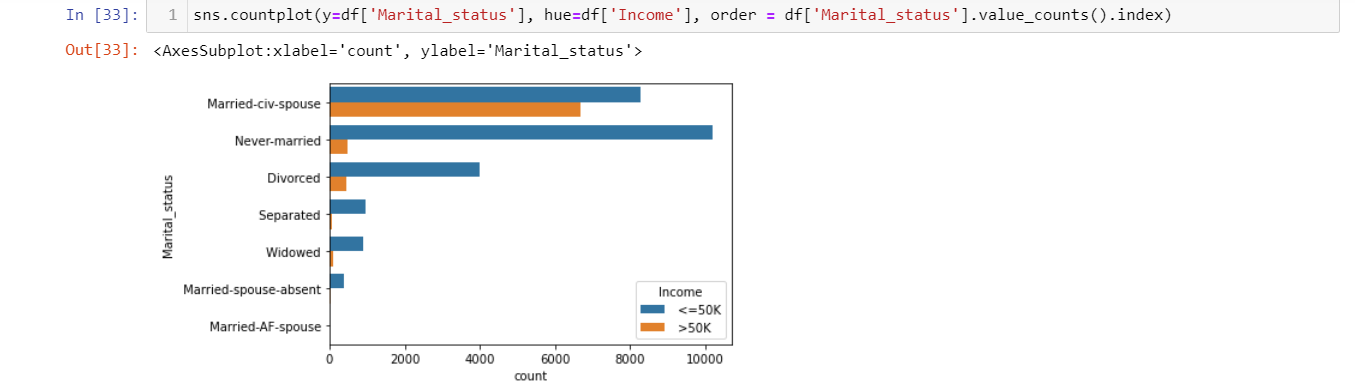 In [33]: 1 sns.countplot(y=df['Marital_status'], hue=df['Income'], order = df['Marital_status'].value_counts().index)
Out[33]: <AxesSubplot:xlabel='count', ylabel='Marital_status'>
Married-civ-spouse
Never-married
Divorced
Separated
Widowed
Married-spouse-absent
Married-AF-spouse
Marital_status
Income
<=50K
>50K
0 2000 4000 6000 8000 10000
count